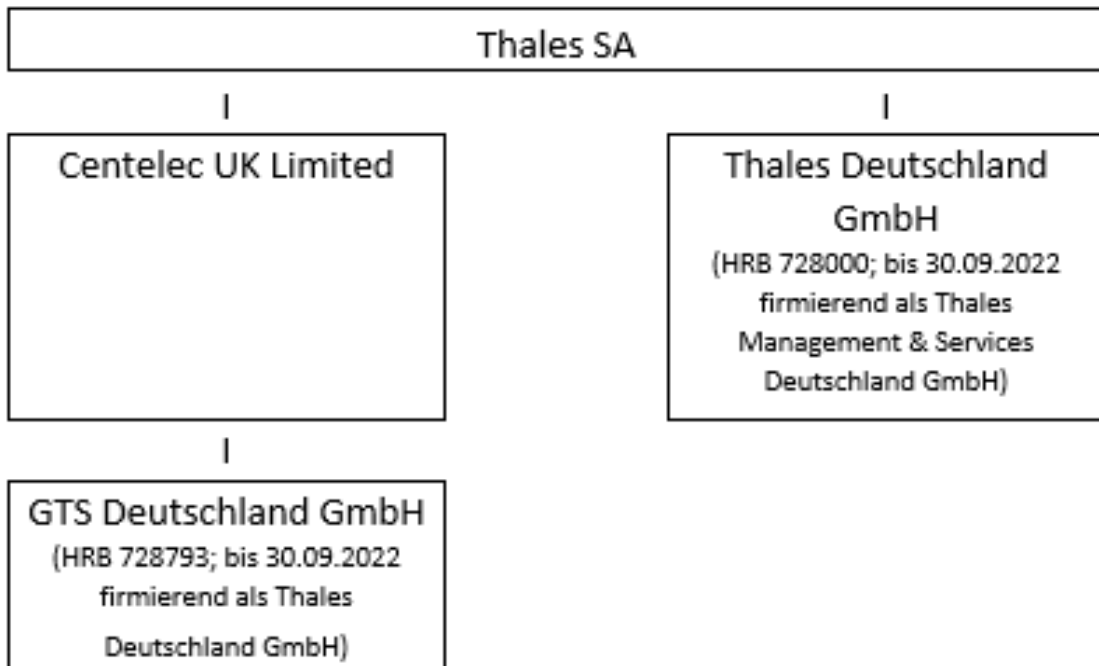 Thales SA
Centelec UK Limited
Thales Deutschland
GmbH
(HRB 728000; bis 30.09.2022
firmierend als Thales
Management & Services
Deutschland GmbH)
GTS Deutschland GmbH
(HRB 728793; bis 30.09.2022
firmierend als Thales
Deutschland GmbH)